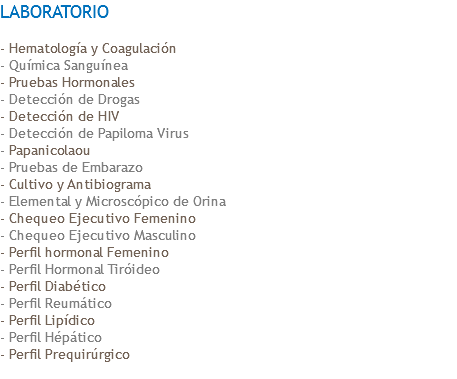 LABORATORIO
- Hematología y Coagulación
- Química Sanguínea
- Pruebas Hormonales
- Detección de Drogas
- Detección de HIV
- Detección de Papiloma Virus
- Papanicolaou
- Pruebas de Embarazo
- Cultivo y Antibiograma
- Elemental y Microscópico de Orina
- Chequeo Ejecutivo Femenino
- Chequeo Ejecutivo Masculino
- Perfil hormonal Femenino
- Perfil Hormonal Tiróideo
- Perfil Diabético
- Perfil Reumático
- Perfil Lipídico
- Perfil Hépático
- Perfil Prequirúrgico